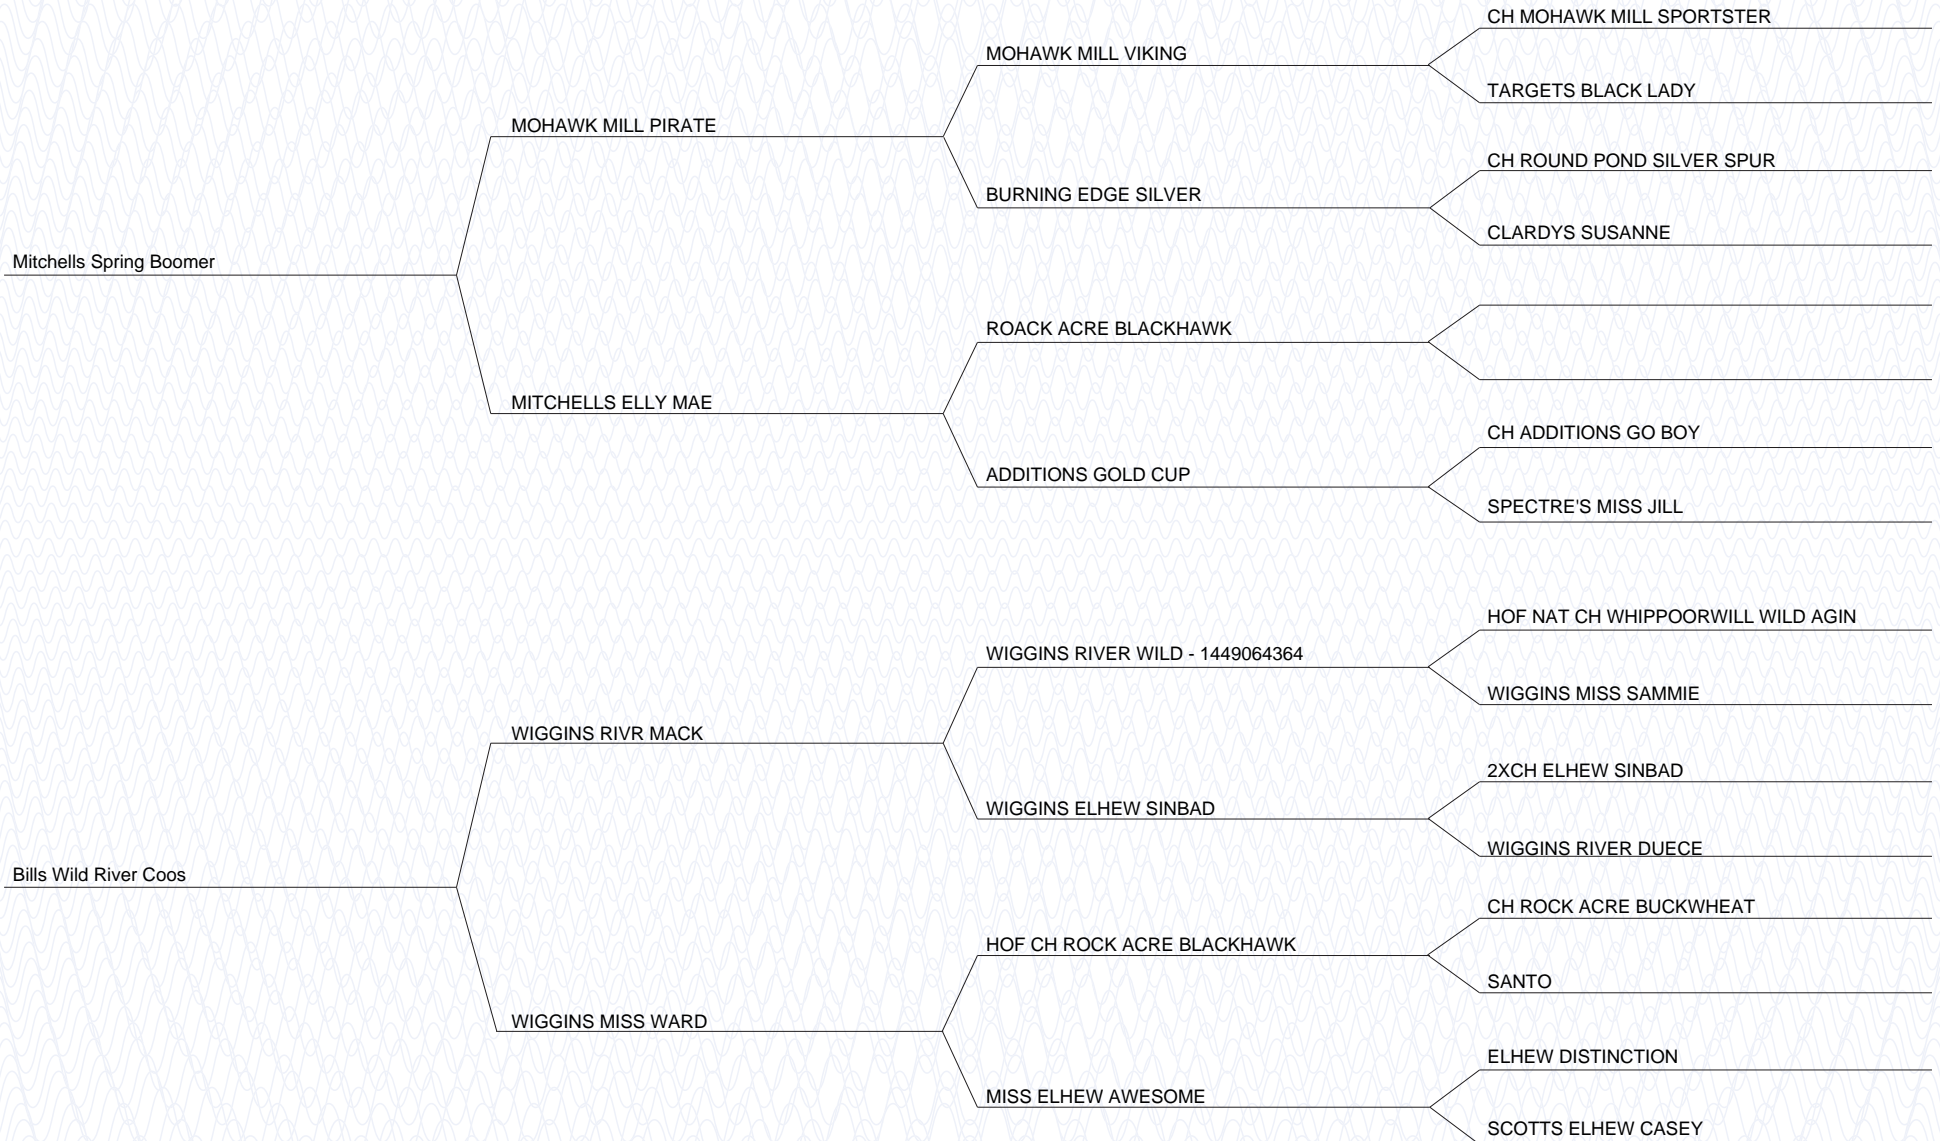 CH MOHAWK MILL SPORTSTER
MOHAWK MILL VIKING
TARGETS BLACK LADY
MOHAWK MILL PIRATE
CH ROUND POND SILVER SPUR
BURNING EDGE SILVER
CLARDYS SUSANNE
Mitchells Spring Boomer
ROACK ACRE BLACKHAWK
MITCHELLS ELLY MAE
CH ADDITIONS GO BOY
ADDITIONS GOLD CUP
SPECTRE'S MISS JILL
HOF NAT CH WHIPPOORWILL WILD AGIN
WIGGINS RIVER WILD - 1449064364
WIGGINS MISS SAMMIE
WIGGINS RIVR MACK
2XCH ELHEW SINBAD
WIGGINS ELHEW SINBAD
WIGGINS RIVER DUECE
Bills Wild River Coos
CH ROCK ACRE BUCKWHEAT
HOF CH ROCK ACRE BLACKHAWK
SANTO
WIGGINS MISS WARD
ELHEW DISTINCTION
MISS ELHEW AWESOME
SCOTTS ELHEW CASEY